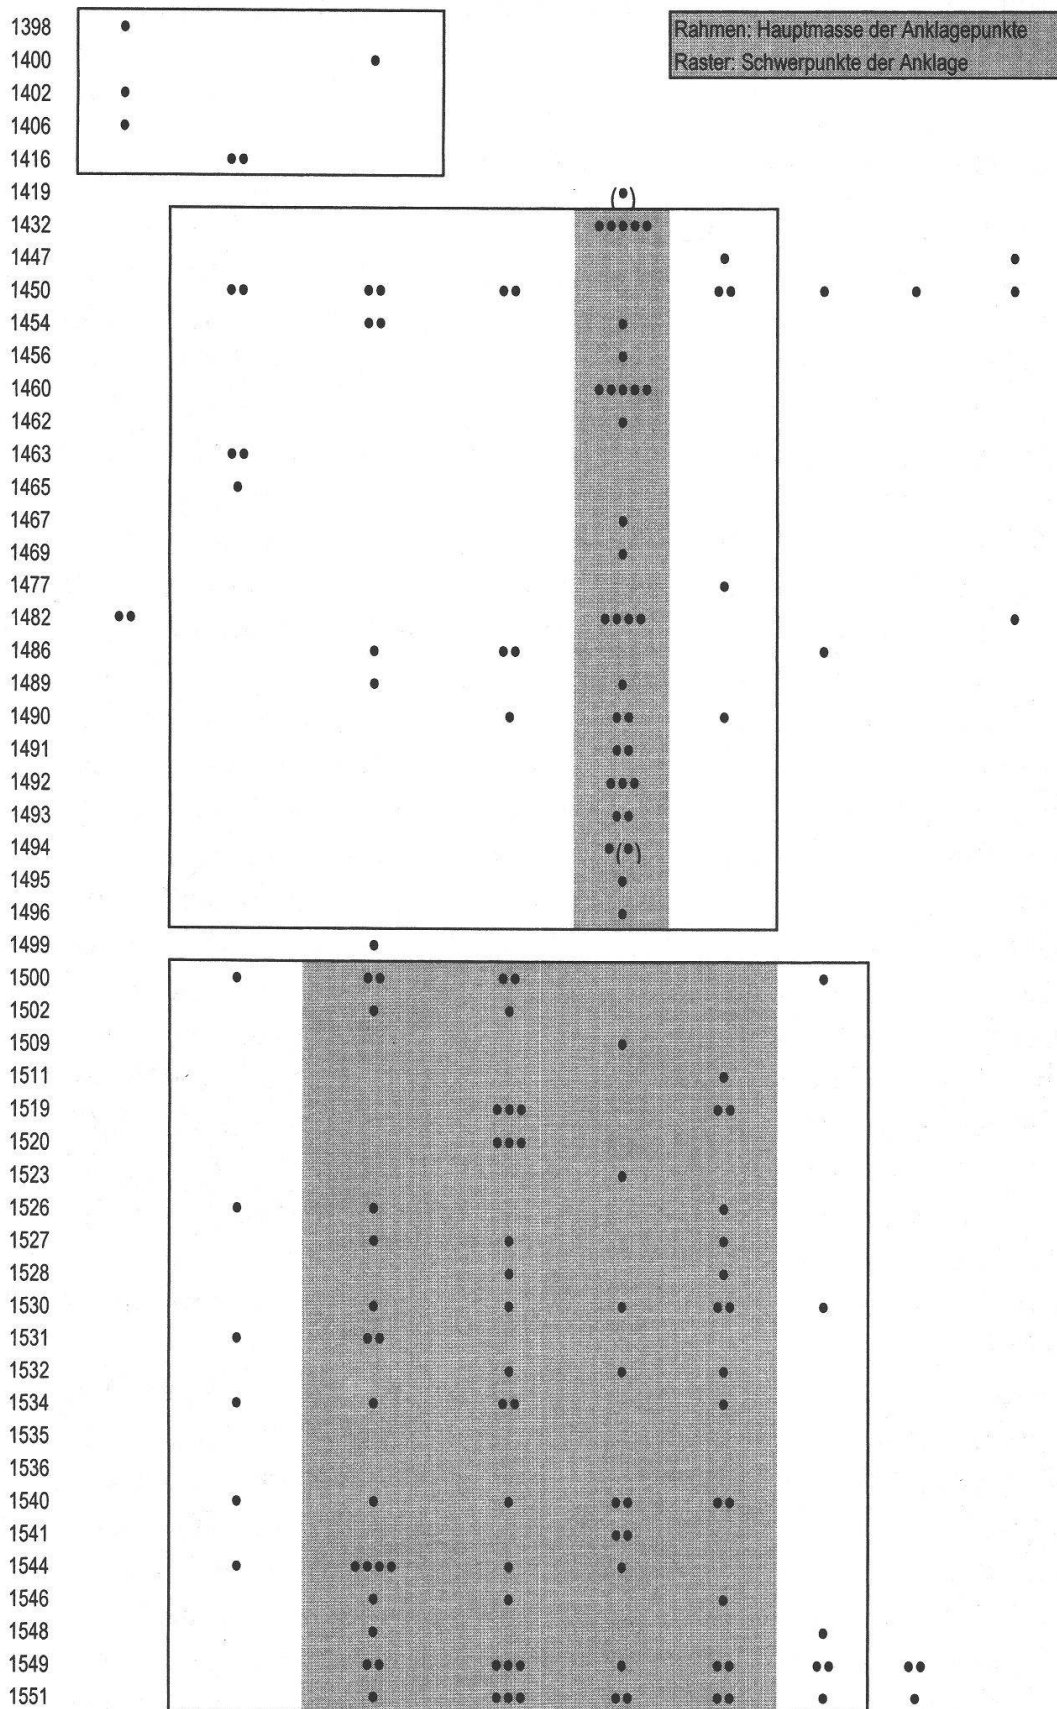 1398 •
Rahmen: Hauptmasse der Anklagepunkte
1400 •
Raster: Schwerpunkte der Anklage
1402 •
1406 •
1416 ••
1419 (•)
1432 •••••
1447 • •
1450 •• •• •• •• • • •
1454 •• •
1456 •
1460 •••••
1462 •
1463 ••
1465 •
1467 •
1469 •
1477 •
1482 •• •••• •
1486 • •• •
1489 • •
1490 • •• •
1491 ••
1492 •••
1493 ••
1494 •(•)
1495 •
1496 •
1499 •
1500 • •• •• •
1502 • •
1509 •
1511 •
1519 ••• ••
1520 •••
1523 •
1526 • • •
1527 • • •
1528 • •
1530 • • • •• •
1531 • ••
1532 • • •
1534 • • •• •
1535
1536
1540 • • • •• ••
1541 ••
1544 • •••• • •
1546 • • •
1548 • •
1549 •• ••• • •• •• ••
1551 • ••• •• •• • •